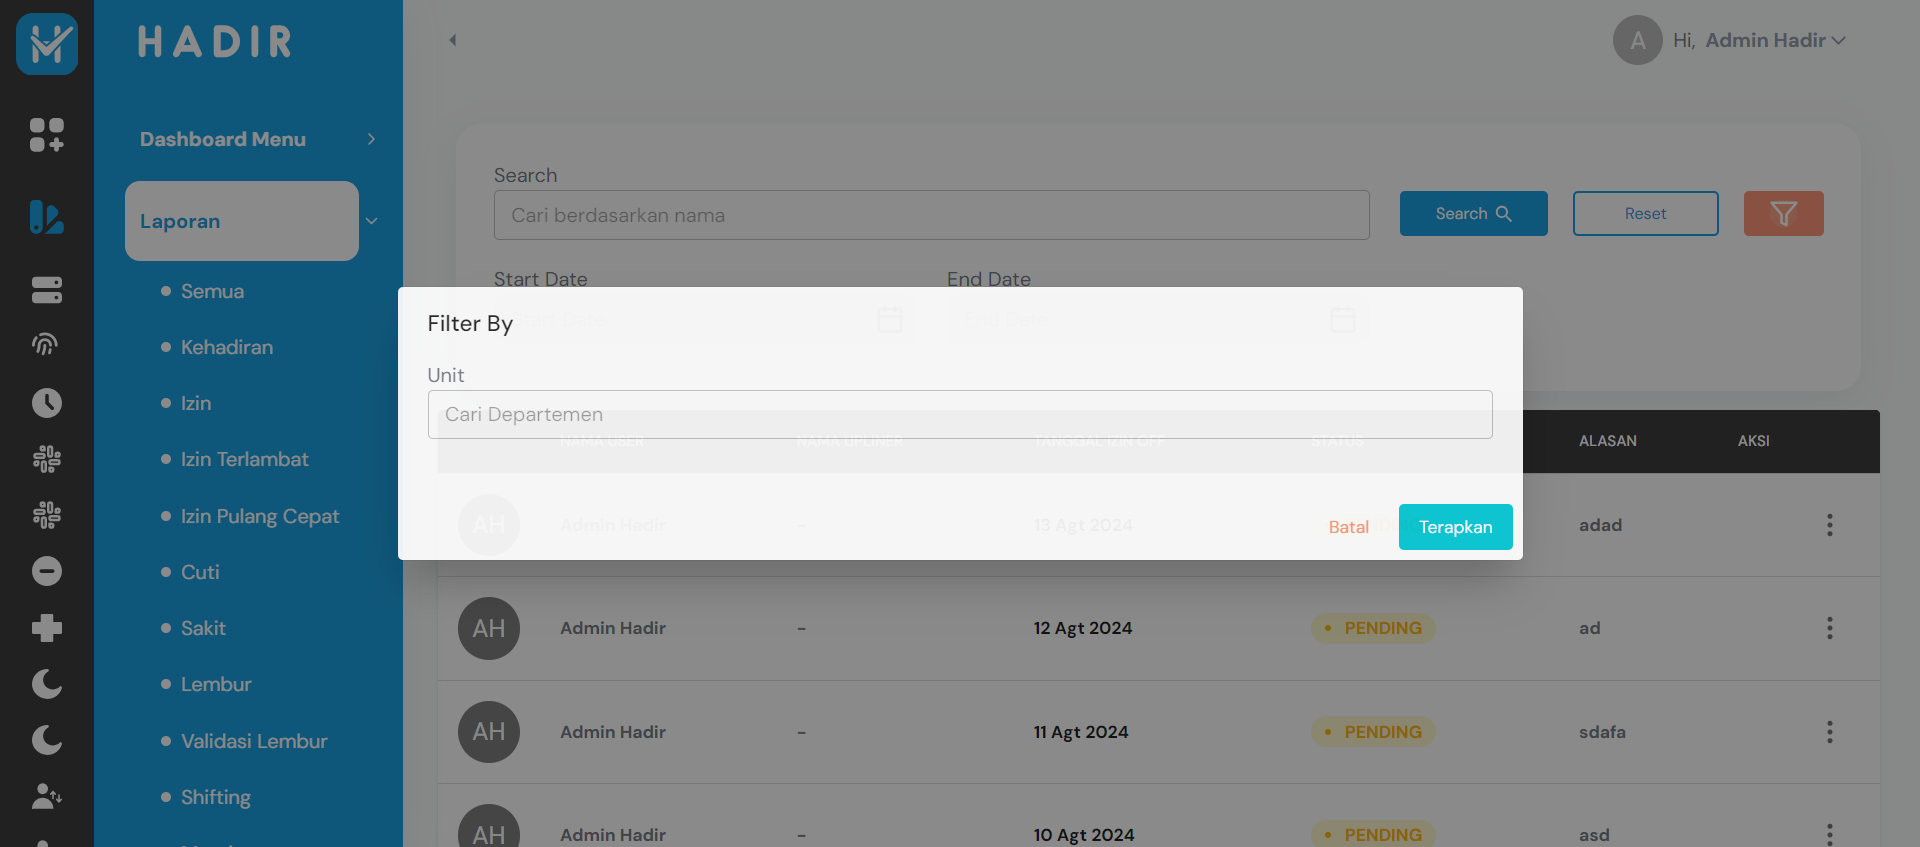 HADIR
A Hi, Admin Hadir
Dashboard Menu
Laporan
Semua
Kehadiran
Izin
Izin Terlambat
Izin Pulang Cepat
Cuti
Sakit
Lembur
Validasi Lembur
Shifting
Search
Cari berdasarkan nama
Search
Reset
Start Date
End Date
End Date
Filter By
Unit
Cari Departemen
Batal
Terapkan
NAMA USER NAMA UPLINER TANGGAL IZIN OFF STATUS ALASAN AKSI
AH Admin Hadir - 13 Agt 2024 adad
AH Admin Hadir - 12 Agt 2024 PENDING ad
AH Admin Hadir - 11 Agt 2024 PENDING sdafa
AH Admin Hadir - 10 Agt 2024 PENDING asd